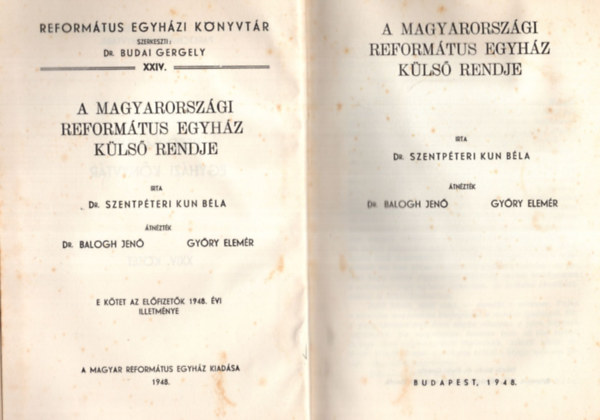 REFORMÁTUS EGYHÁZI KÖNYVTÁR
SZERKESZTI:
DR. BUDAI GERGELY
XXIV.
A MAGYARORSZÁGI
REFORMÁTUS EGYHÁZ
KÜLSŐ RENDJE
IRTA
DR. SZENTPÉTERI KUN BÉLA
ÁTNÉZTÉK
DR. BALOGH JENŐ GYŐRY ELEMÉR
E KÖTET AZ ELŐFIZETŐK 1948. ÉVI
ILLETMÉNYE
A MAGYAR REFORMÁTUS EGYHÁZ KIADÁSA
1948.
A MAGYARORSZÁGI
REFORMÁTUS EGYHÁZ
KÜLSŐ RENDJE
IRTA
DR. SZENTPÉTERI KUN BÉLA
ÁTNÉZTÉK
DR. BALOGH JENŐ GYŐRY ELEMÉR
BUDAPEST, 1948.